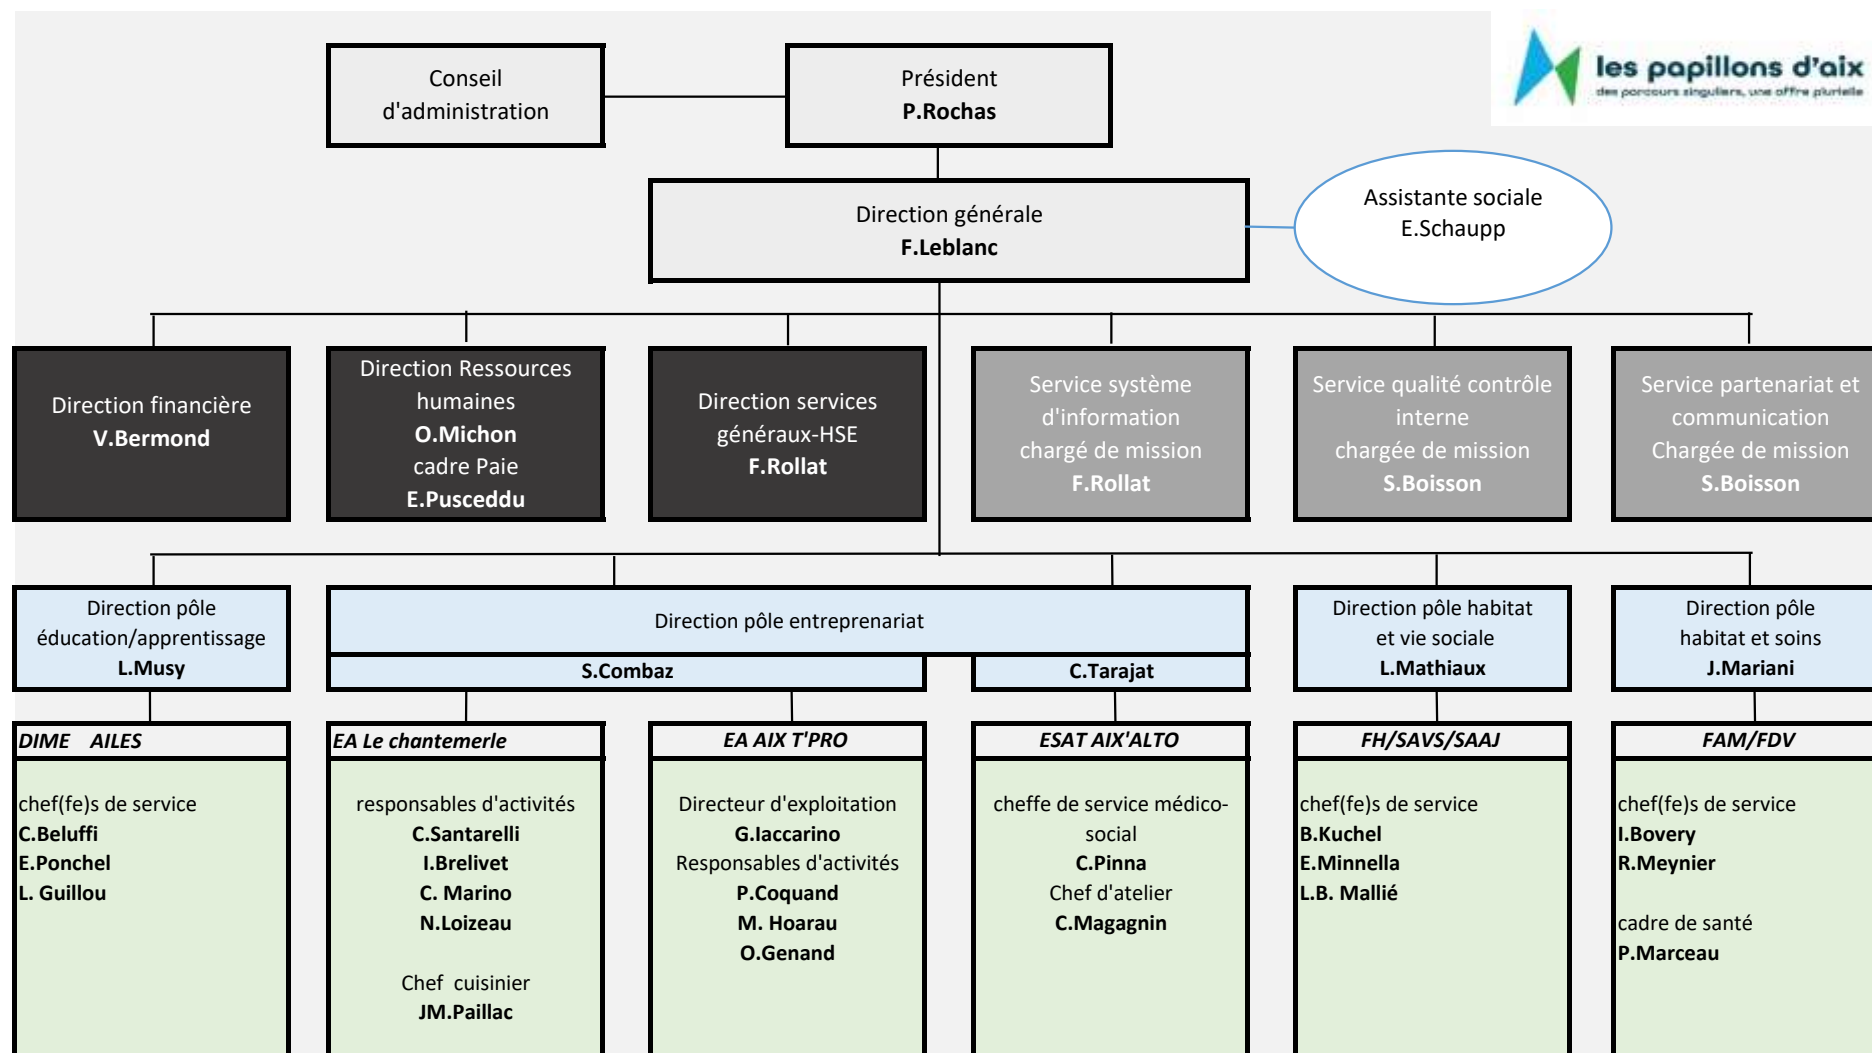 les papillons d'aix
des parcours singuliers, une offre plurielle
Conseil
d'administration
Président
P.Rochas
Direction générale
F.Leblanc
Assistante sociale
E.Schaupp
Direction financière
V.Bermond
Direction Ressources
humaines
O.Michon
cadre Paie
E.Pusceddu
Direction services
généraux-HSE
F.Rollat
Service système
d'information
chargé de mission
F.Rollat
Service qualité contrôle
interne
chargée de mission
S.Boisson
Service partenariat et
communication
Chargée de mission
S.Boisson
Direction pôle
éducation/apprentissage
L.Musy
Direction pôle entreprenariat
S.Combaz
C.Tarajat
Direction pôle habitat
et vie sociale
L.Mathiaux
Direction pôle
habitat et soins
J.Mariani
DIME AILES
chef(fe)s de service
C.Beluffi
E.Ponchel
L. Guillou
EA Le chantemerle
responsables d'activités
C.Santarelli
I.Brelivet
C. Marino
N.Loizeau
Chef cuisinier
JM.Paillac
EA AIX T'PRO
Directeur d'exploitation
G.Iaccarino
Responsables d'activités
P.Coquand
M. Hoarau
O.Genand
ESAT AIX'ALTO
cheffe de service médico-
social
C.Pinna
Chef d'atelier
C.Magagnin
FH/SAVS/SAAJ
chef(fe)s de service
B.Kuchel
E.Minnella
L.B. Mallié
FAM/FDV
chef(fe)s de service
I.Bovery
R.Meynier
cadre de santé
P.Marceau